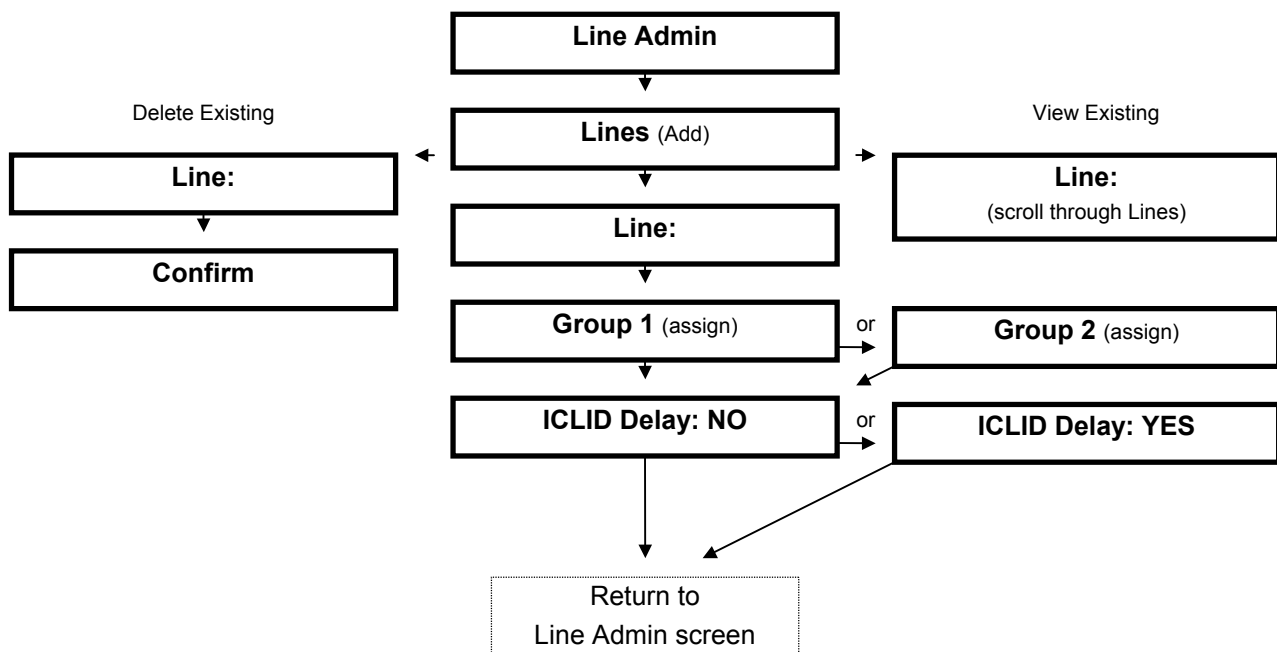 Line Admin
Delete Existing
Lines (Add)
View Existing
Line:
Line:
(scroll through Lines)
Line:
Confirm
Group 1 (assign)
or
Group 2 (assign)
ICLID Delay: NO
or
ICLID Delay: YES
Return to
Line Admin screen